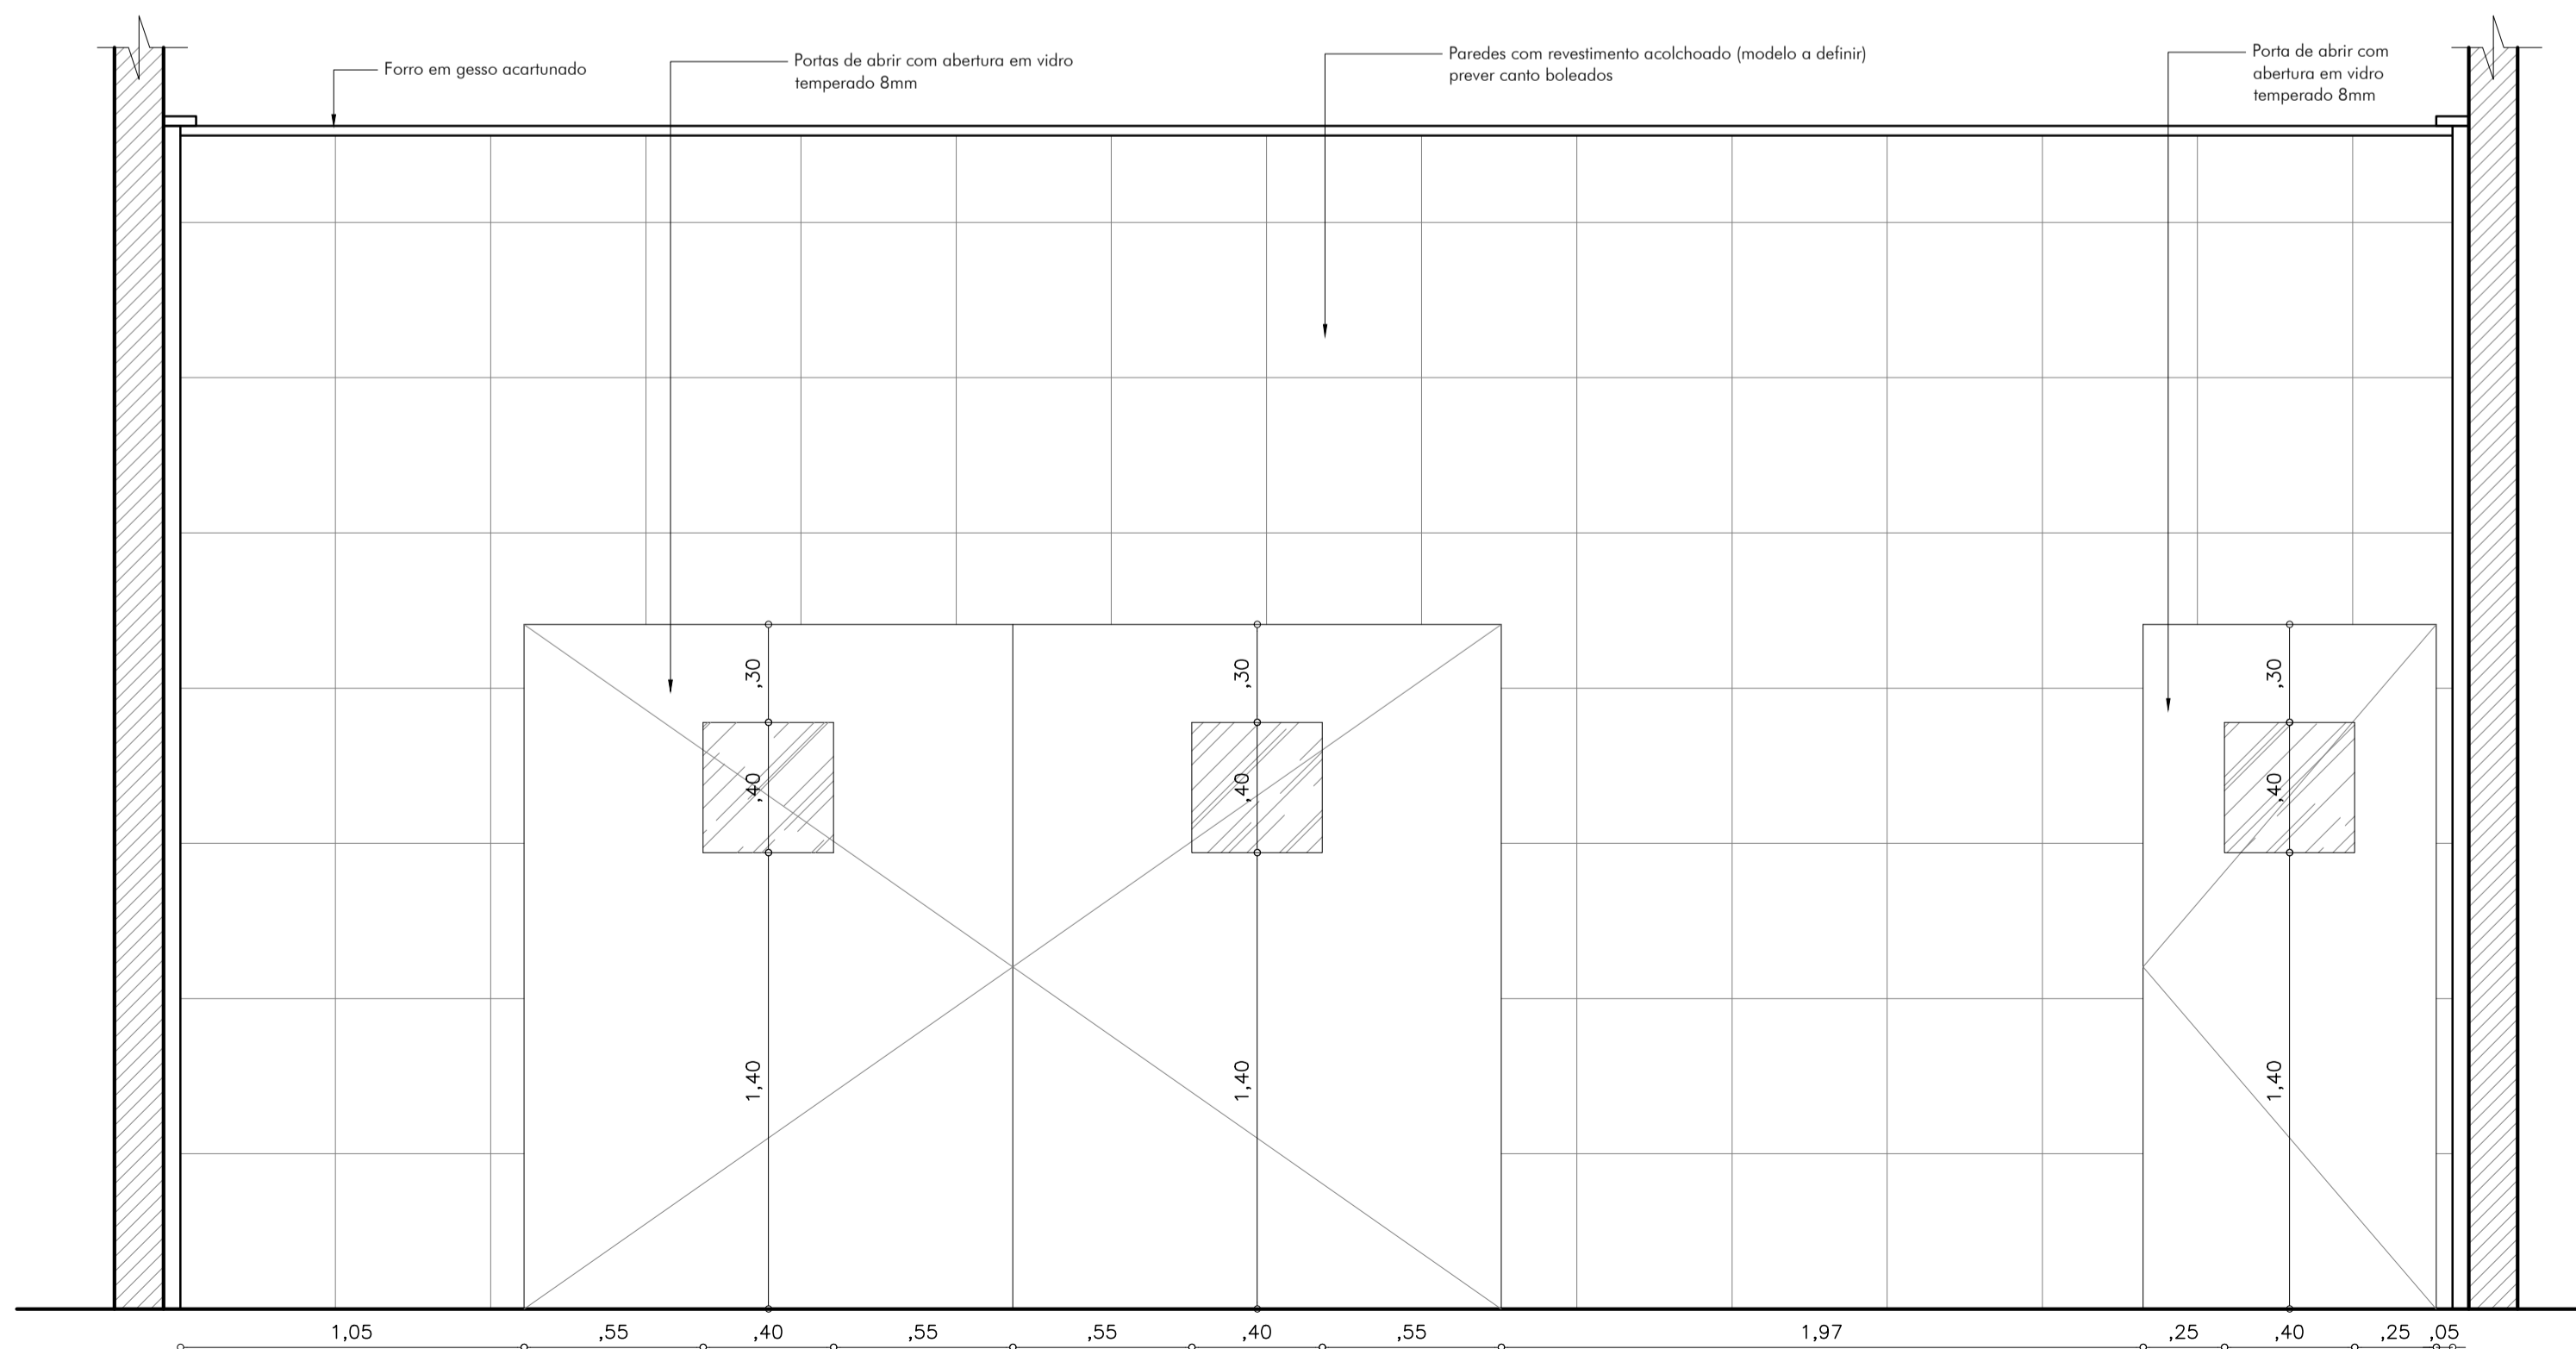 Forro em gesso acartunado
Portas de abrir com abertura em vidro
temperado 8mm
Paredes com revestimento acolchoado (modelo a definir)
prever canto boleados
Porta de abrir com
abertura em vidro
temperado 8mm
,30
,30
,30
,40
,40
,40
1,40
1,40
1,40
1,05 ,55 ,40 ,55 ,55 ,40 ,55 1,97 ,25 ,40 ,25 ,05